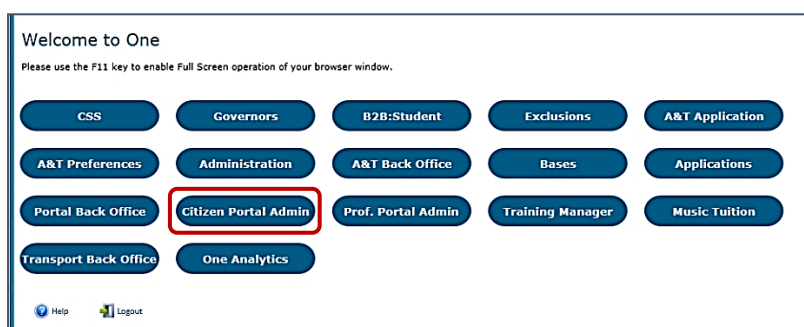 Welcome to One
Please use the F11 key to enable Full Screen operation of your browser window.
CSS Governors B2B:Student Exclusions A&T Application
A&T Preferences Administration A&T Back Office Bases Applications
Portal Back Office Citizen Portal Admin Prof. Portal Admin Training Manager Music Tuition
Transport Back Office One Analytics
Help Logout